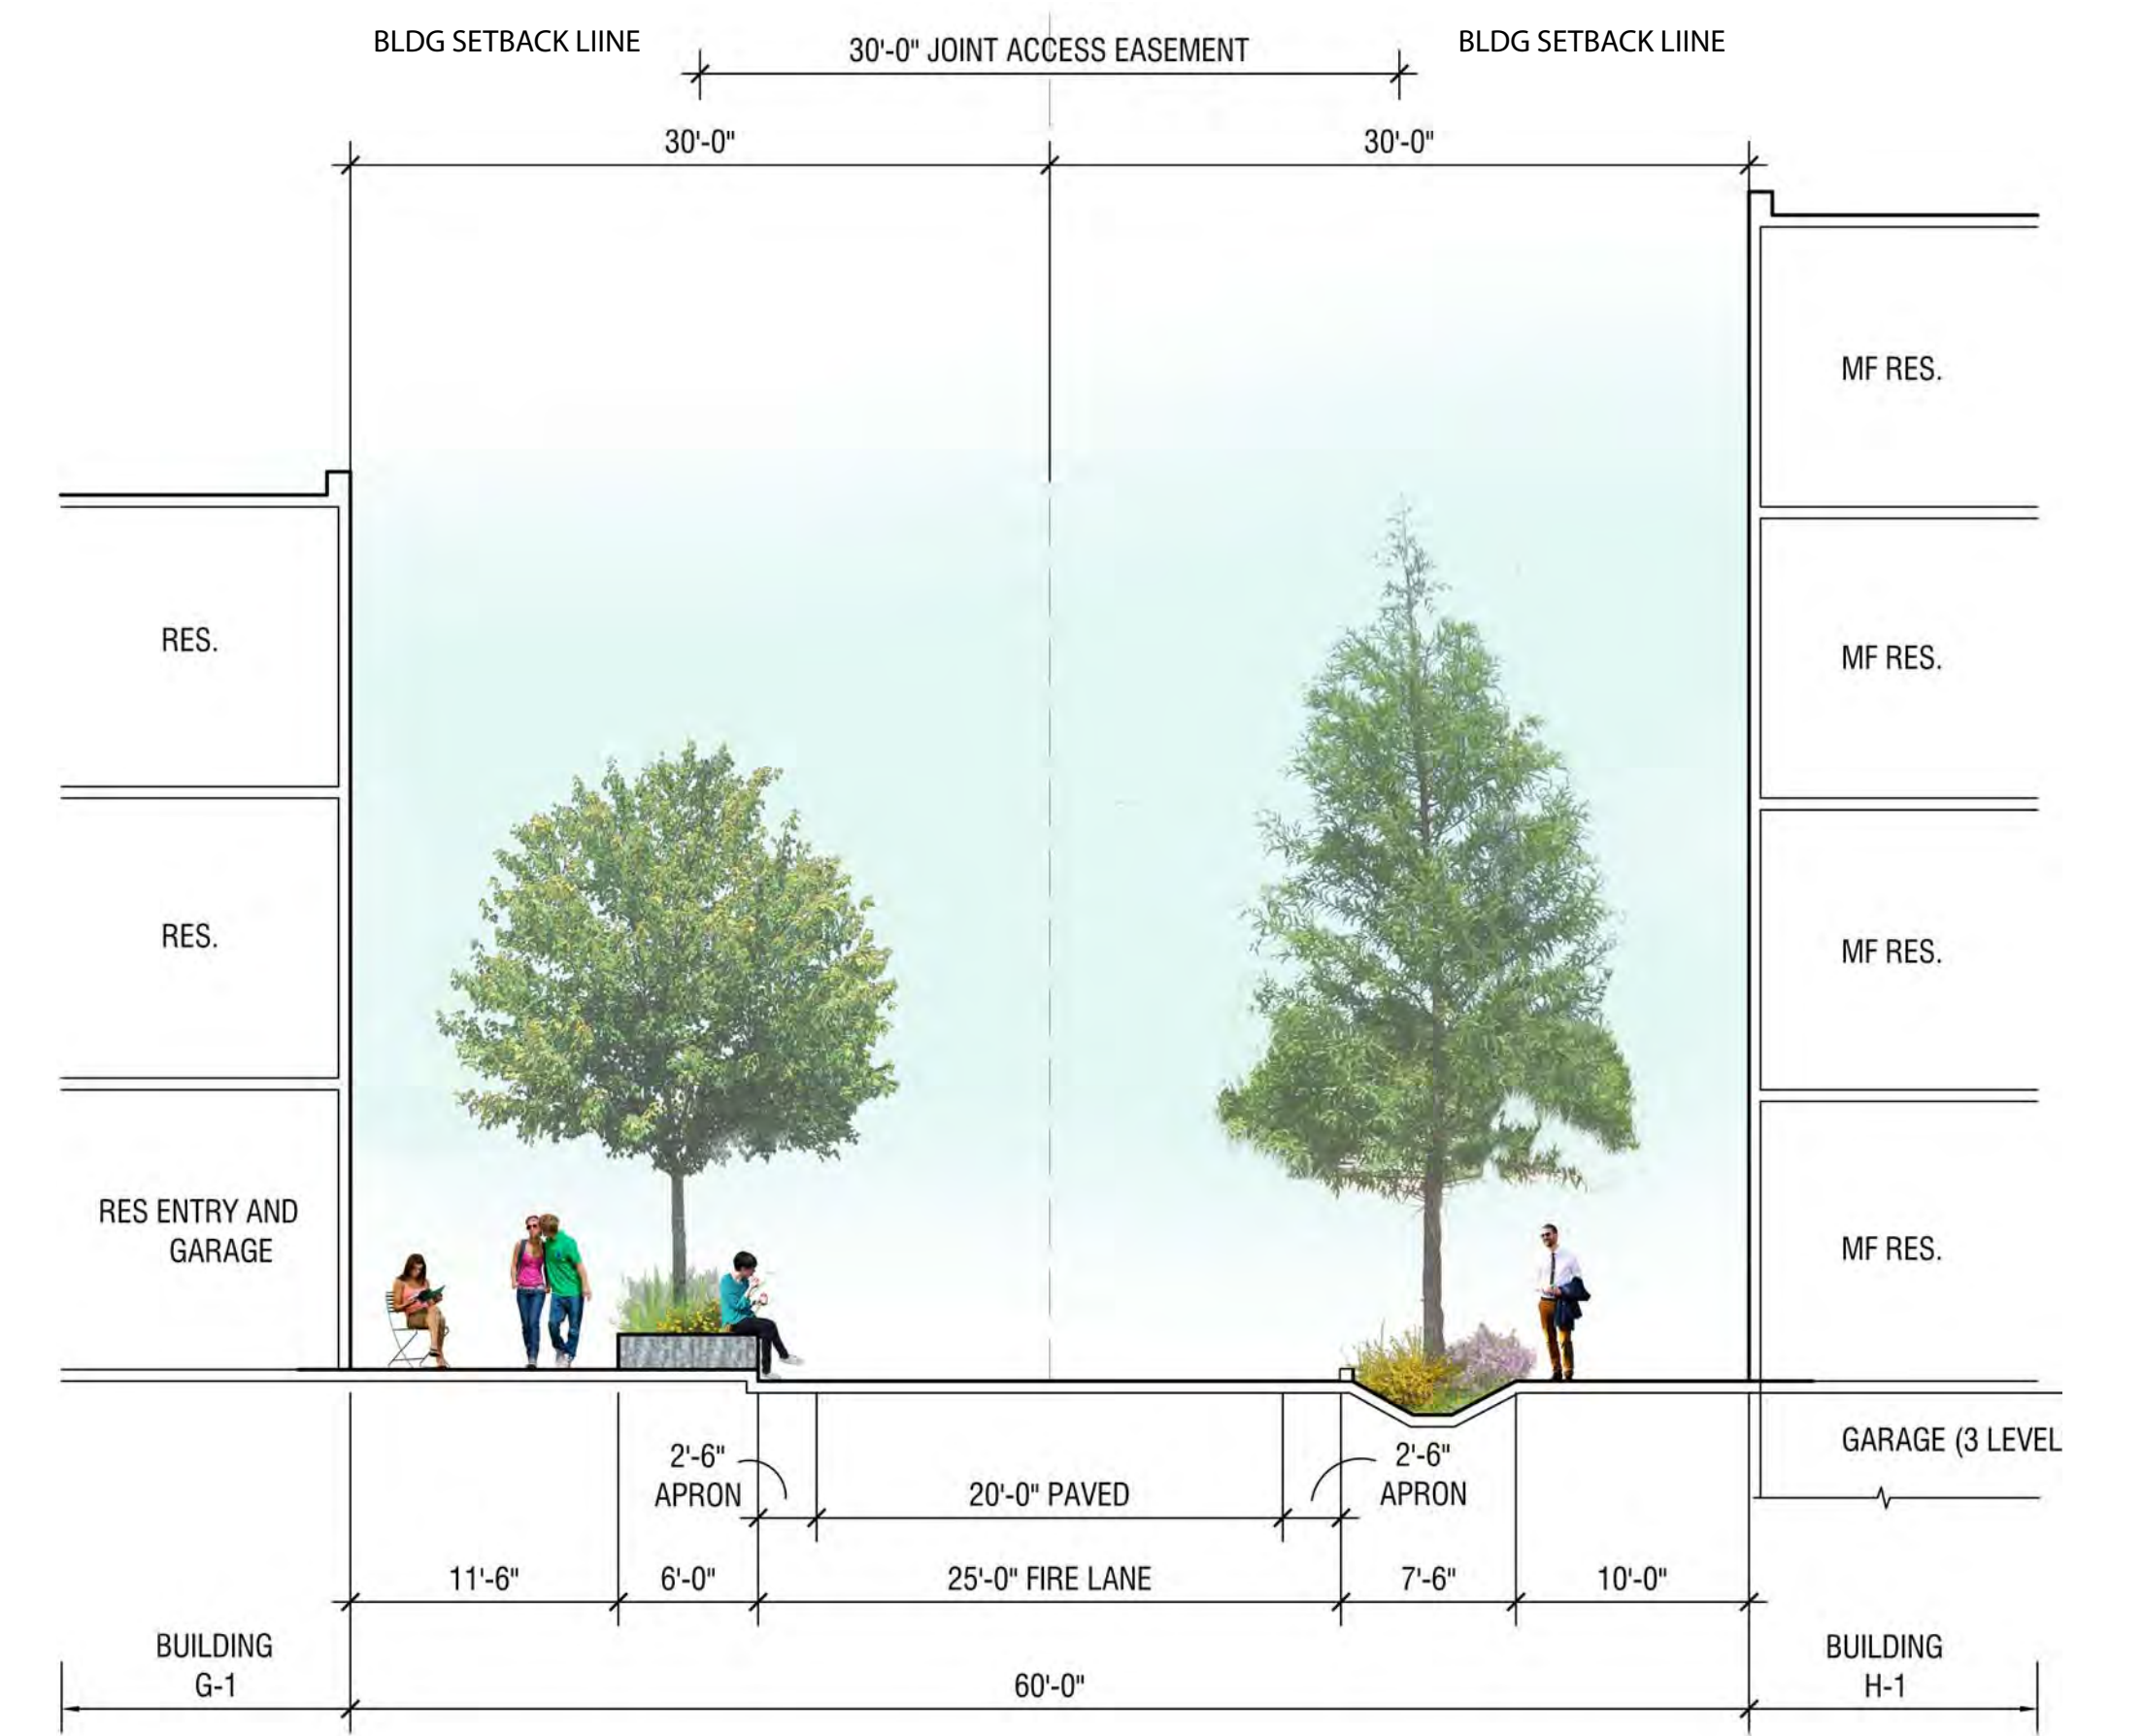 BLDG SETBACK LIINE
30'-0" JOINT ACCESS EASEMENT
BLDG SETBACK LIINE
30'-0"
30'-0"
MF RES.
RES.
MF RES.
RES.
MF RES.
RES ENTRY AND
GARAGE
MF RES.
2'-6"
APRON
20'-0" PAVED
2'-6"
APRON
GARAGE (3 LEVEL
11'-6"
6'-0"
25'-0" FIRE LANE
7'-6"
10'-0"
BUILDING
G-1
60'-0"
BUILDING
H-1